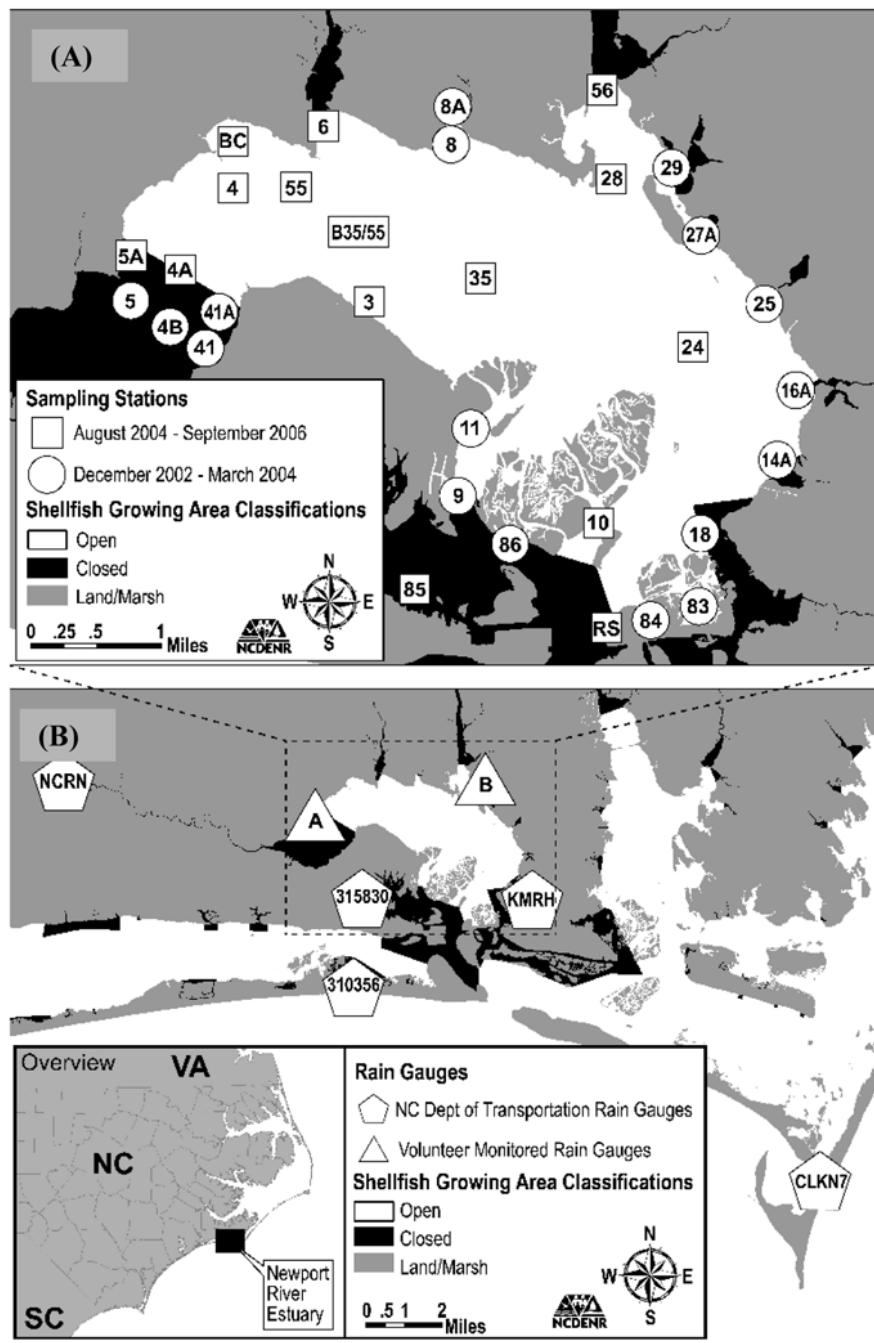 (A)
56
8A
6
8
BC
29
28
4
55
B35/55
27A
5A
4A
35
5
41A
3
25
4B
41
24
16A
11
14A
9
10
18
86
85
83
84
RS
Sampling Stations
August 2004 - September 2006
December 2002 - March 2004
Shellfish Growing Area Classifications
Open
Closed
Land/Marsh
N
W E
S
0 .25 .5 1
Miles
NCDENR
(B)
NCRN
B
A
315830
KMRH
310356
CLKN7
Overview
VA
NC
SC
Newport
River
Estuary
Rain Gauges
NC Dept of Transportation Rain Gauges
Volunteer Monitored Rain Gauges
Shellfish Growing Area Classifications
Open
Closed
Land/Marsh
N
W E
S
0 .5 1 2
Miles
NCDENR